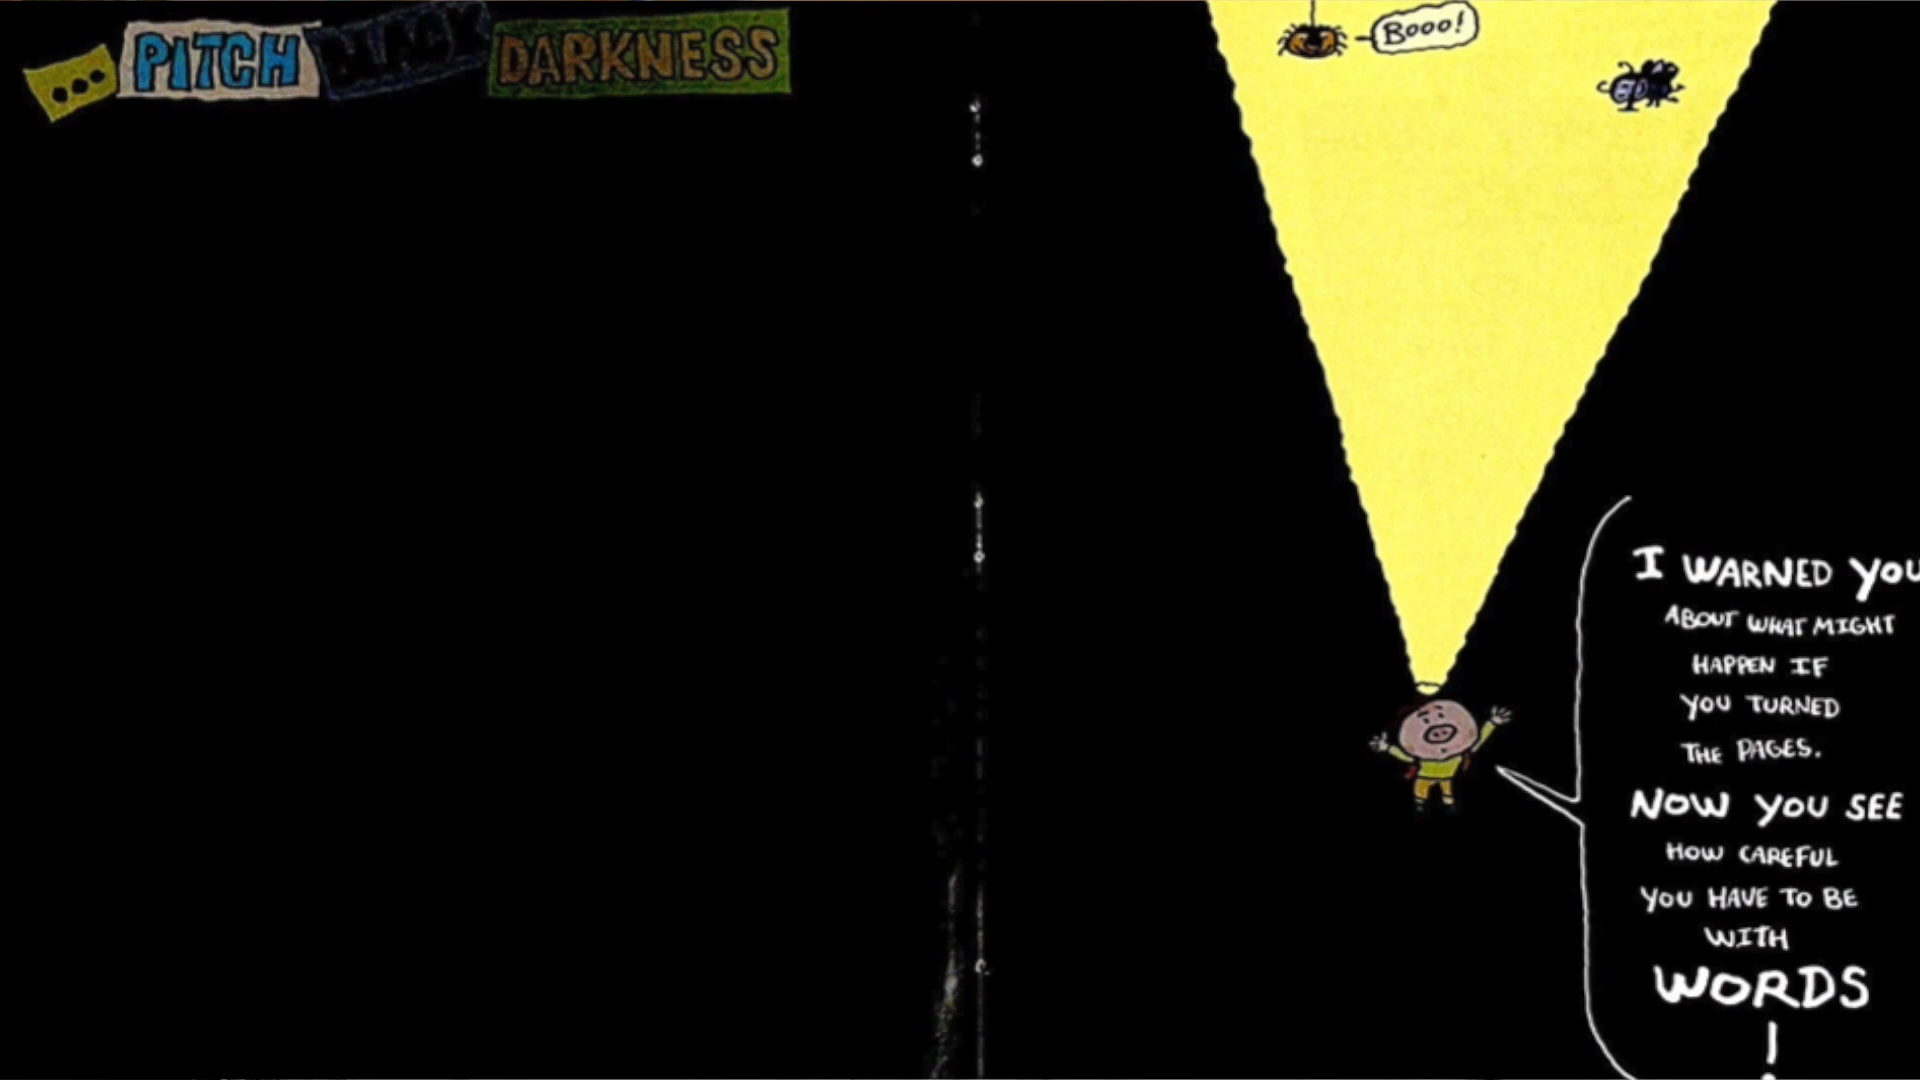 ... PITCH BLACK DARKNESS
Booo!
I WARNED YOU
ABOUT WHAT MIGHT
HAPPEN IF
YOU TURNED
THE PAGES.
NOW YOU SEE
HOW CAREFUL
YOU HAVE TO BE
WITH
WORDS
!